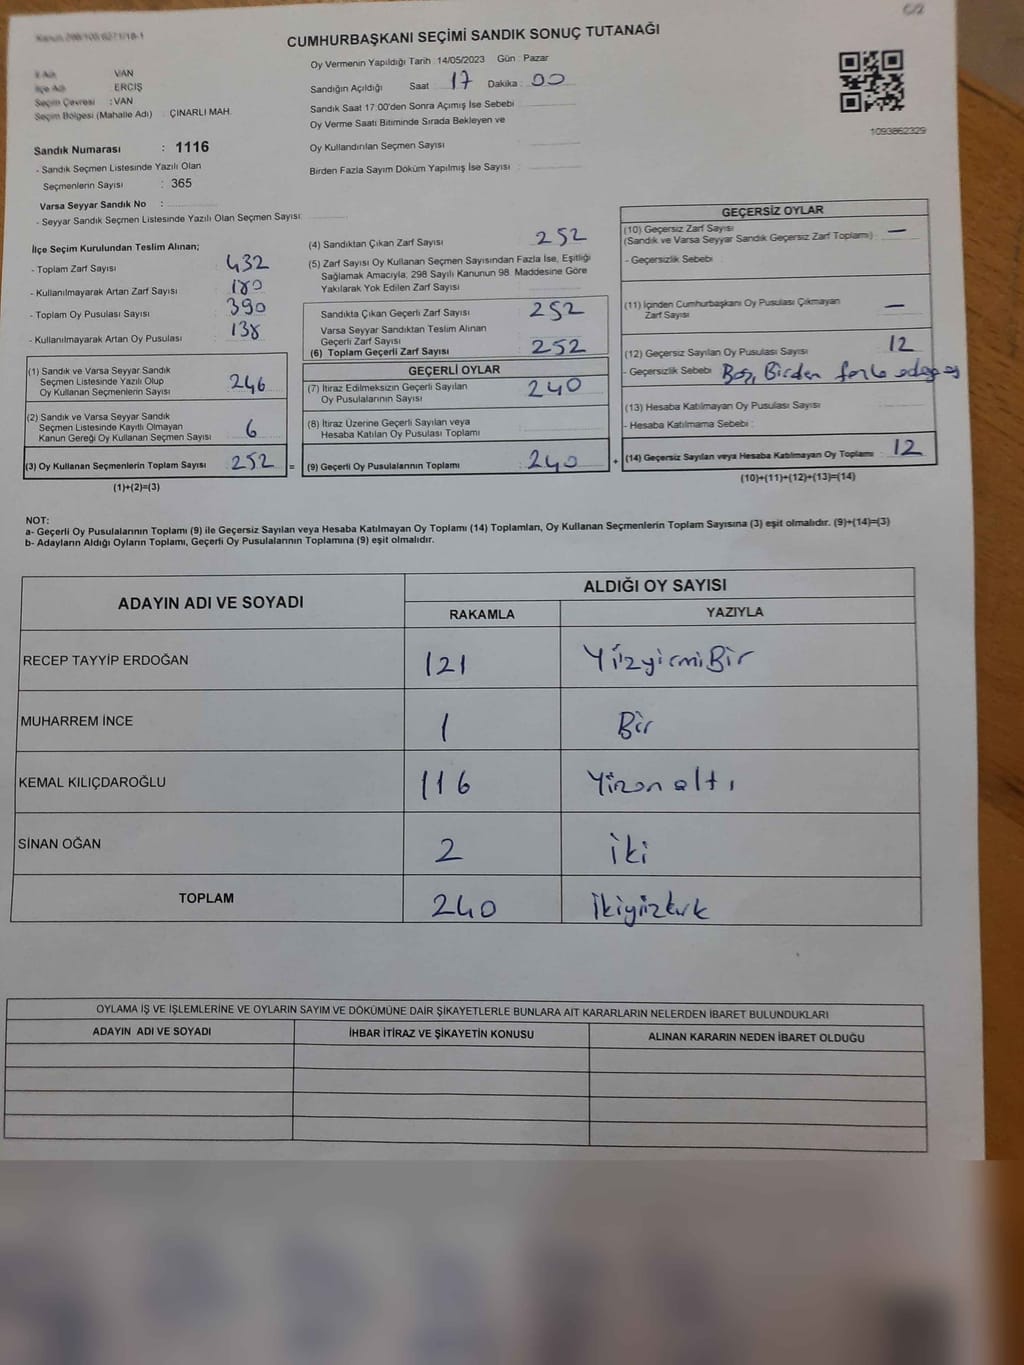 CUMHURBAŞKANI SEÇİMİ SANDIK SONUÇ TUTANAĞI
İl Adı VAN
İlçe Adı ERCİŞ
Seçim Çevresi : VAN
Seçim Bölgesi (Mahalle Adı) : ÇINARLI MAH.
Sandık Numarası : 1116
- Sandık Seçmen Listesinde Yazılı Olan
Seçmenlerin Sayısı : 365
Varsa Seyyar Sandık No :
- Seyyar Sandık Seçmen Listesinde Yazılı Olan Seçmen Sayısı:
Oy Vermenin Yapıldığı Tarih : 14/05/2023 Gün : Pazar
Sandığın Açıldığı Saat : 17 Dakika : 00
Sandık Saat 17:00'den Sonra Açımış İse Sebebi
Oy Verme Saati Bitiminde Sırada Bekleyen ve
Oy Kullandırılan Seçmen Sayısı :
Birden Fazla Sayım Döküm Yapılmış İse Sayısı :
1093862329
İlçe Seçim Kurulundan Teslim Alınan;
- Toplam Zarf Sayısı : 432
- Kullanılmayarak Artan Zarf Sayısı : 180
- Toplam Oy Pusulası Sayısı : 390
- Kullanılmayarak Artan Oy Pusulası : 138
(1) Sandık ve Varsa Seyyar Sandık
Seçmen Listesinde Yazılı Olup
Oy Kullanan Seçmenlerin Sayısı : 246
(2) Sandık ve Varsa Seyyar Sandık
Seçmen Listesinde Kayıtlı Olmayan
Kanun Gereği Oy Kullanan Seçmen Sayısı : 6
(3) Oy Kullanan Seçmenlerin Toplam Sayısı : 252 =
(1)+(2)=(3)
(4) Sandıktan Çıkan Zarf Sayısı : 252
(5) Zarf Sayısı Oy Kullanan Seçmen Sayısından Fazla İse, Eşitliği
Sağlamak Amacıyla, 298 Sayılı Kanunun 98. Maddesine Göre
Yakılarak Yok Edilen Zarf Sayısı :
Sandıkta Çıkan Geçerli Zarf Sayısı : 252
Varsa Seyyar Sandıktan Teslim Alınan
Geçerli Zarf Sayısı :
(6) Toplam Geçerli Zarf Sayısı : 252
GEÇERLİ OYLAR
(7) İtiraz Edilmeksizin Geçerli Sayılan
Oy Pusulalarının Sayısı : 240
(8) İtiraz Üzerine Geçerli Sayılan veya
Hesaba Katılan Oy Pusulası Toplamı :
(9) Geçerli Oy Pusulalarının Toplamı : 240 +
GEÇERSİZ OYLAR
(10) Geçersiz Zarf Sayısı
(Sandık ve Varsa Seyyar Sandık Geçersiz Zarf Toplamı) : —
- Geçersizlik Sebebi :
(11) İçinden Cumhurbaşkanı Oy Pusulası Çıkmayan
Zarf Sayısı : —
(12) Geçersiz Sayılan Oy Pusulası Sayısı : 12
- Geçersizlik Sebebi : Boş, Birden fazla
(13) Hesaba Katılmayan Oy Pusulası Sayısı :
- Hesaba Katılmama Sebebi :
(14) Geçersiz Sayılan veya Hesaba Katılmayan Oy Toplamı : 12
(10)+(11)+(12)+(13)=(14)
NOT:
a- Geçerli Oy Pusulalarının Toplamı (9) ile Geçersiz Sayılan veya Hesaba Katılmayan Oy Toplamı (14) Toplamları, Oy Kullanan Seçmenlerin Toplam Sayısına (3) eşit olmalıdır. (9)+(14)=(3)
b- Adayların Aldığı Oyların Toplamı, Geçerli Oy Pusulalarının Toplamına (9) eşit olmalıdır.
ADAYIN ADI VE SOYADI ALDIĞI OY SAYISI
RAKAMLA YAZIYLA
RECEP TAYYİP ERDOĞAN 121 YüzyirmiBir
MUHARREM İNCE 1 Bir
KEMAL KILIÇDAROĞLU 116 Yüzon altı
SİNAN OĞAN 2 İki
TOPLAM 240 İkiyüzkırk
OYLAMA İŞ VE İŞLEMLERİNE VE OYLARIN SAYIM VE DÖKÜMÜNE DAİR ŞİKAYETLERLE BUNLARA AİT KARARLARIN NELERDEN İBARET BULUNDUKLARI
ADAYIN ADI VE SOYADI İHBAR İTİRAZ VE ŞİKAYETİN KONUSU ALINAN KARARIN NEDEN İBARET OLDUĞU